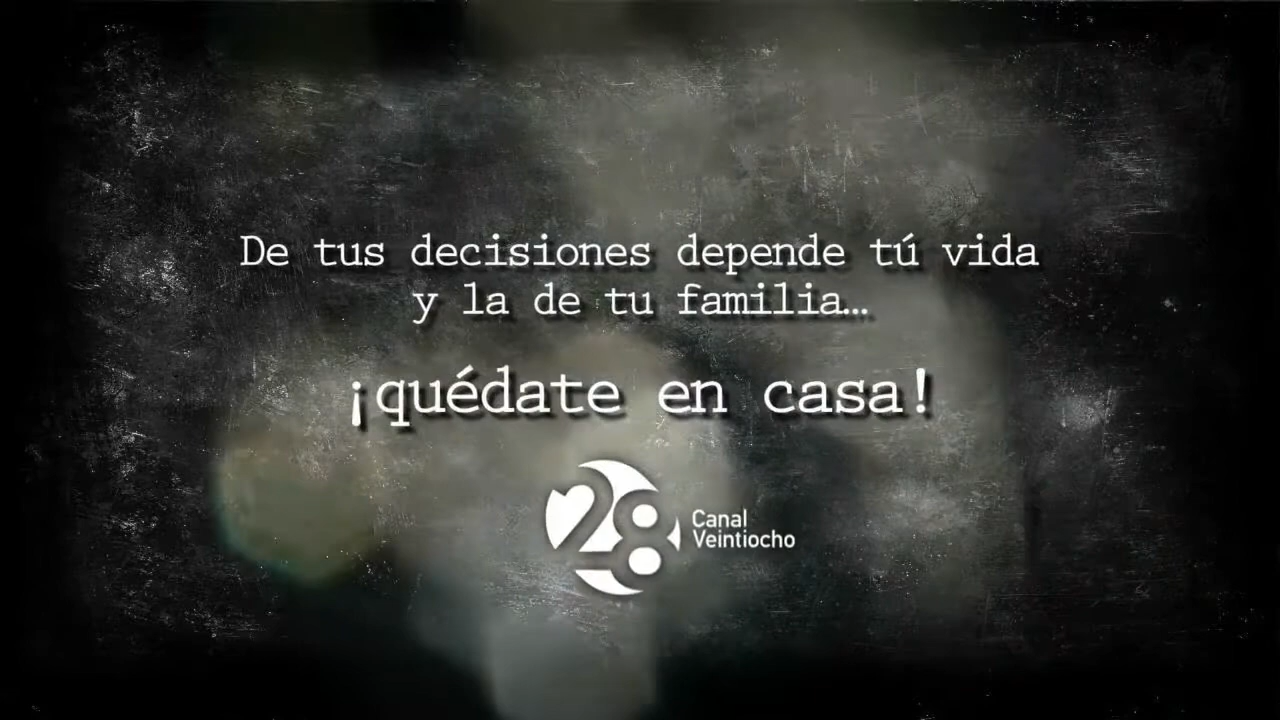 De tus decisiones depende tú vida
y la de tu familia…
¡quédate en casa!
28 Canal
Veintiocho